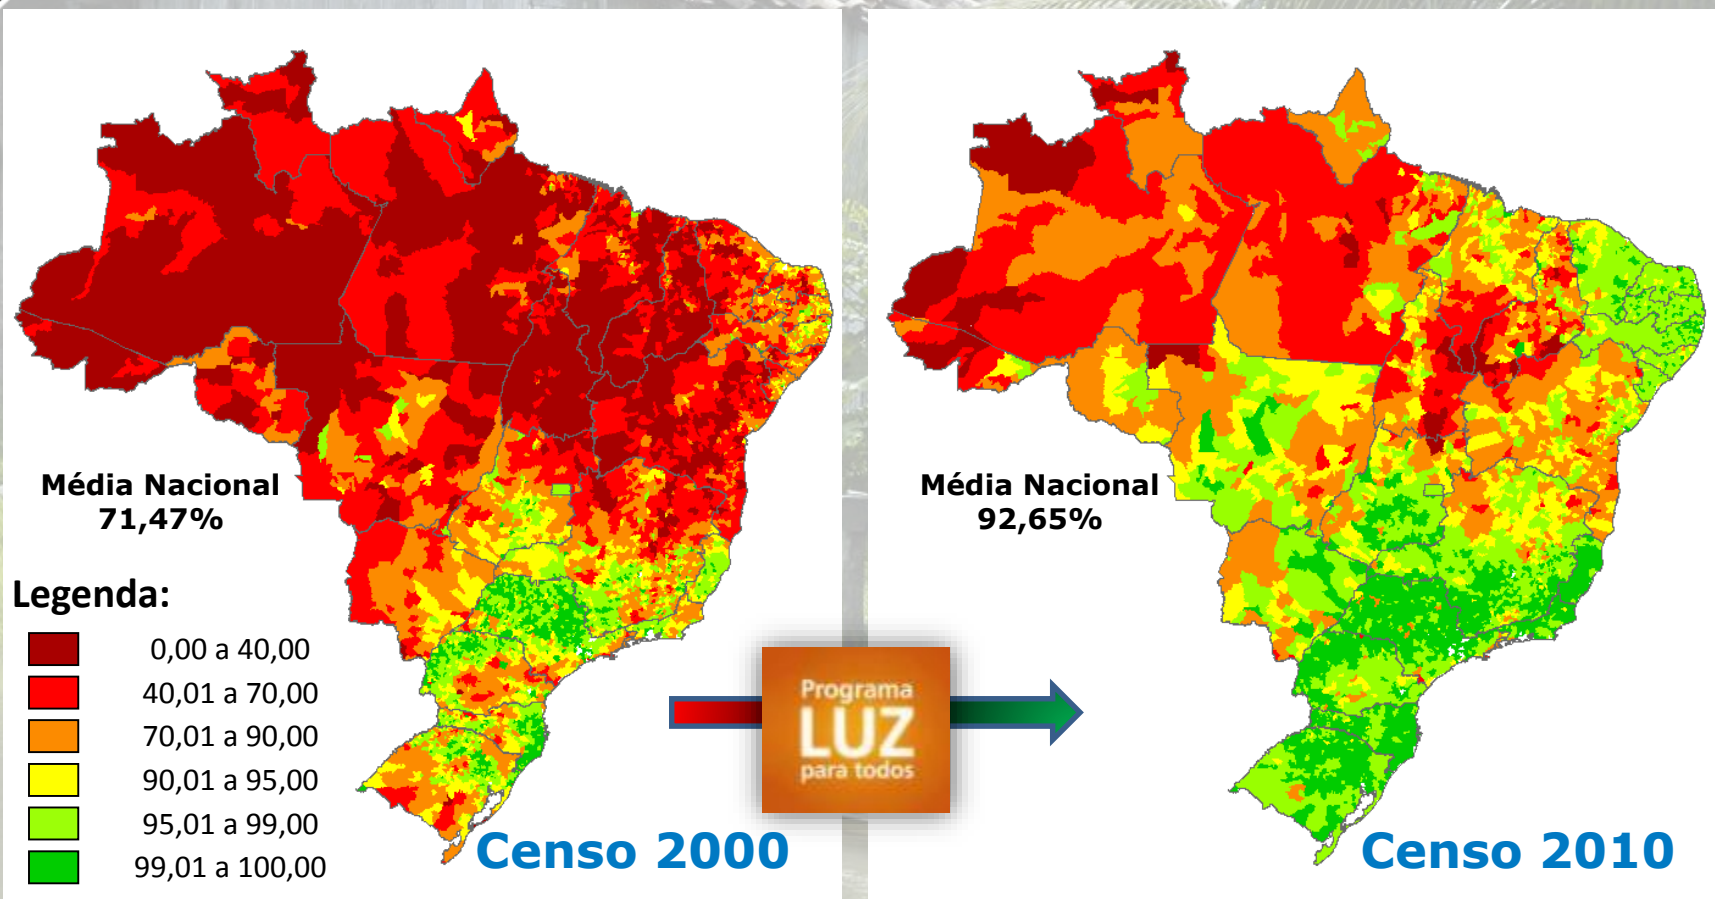 Média Nacional
71,47%
Legenda:
0,00 a 40,00
40,01 a 70,00
70,01 a 90,00
90,01 a 95,00
95,01 a 99,00
99,01 a 100,00
Censo 2000
Programa
LUZ
para todos
Média Nacional
92,65%
Censo 2010